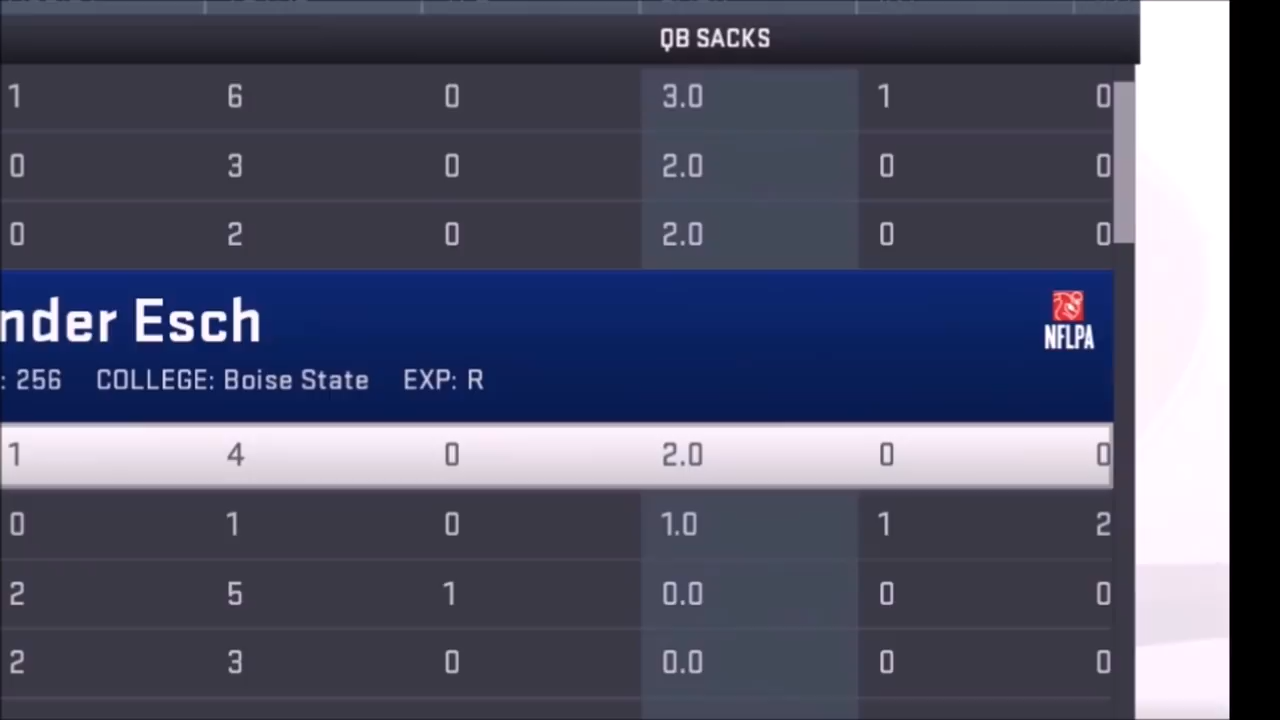 QB SACKS
1 6 0 3.0 1 0
0 3 0 2.0 0 0
0 2 0 2.0 0 0
nder Esch
NFLPA
: 256 COLLEGE: Boise State EXP: R
1 4 0 2.0 0 0
0 1 0 1.0 1 2
2 5 1 0.0 0 0
2 3 0 0.0 0 0